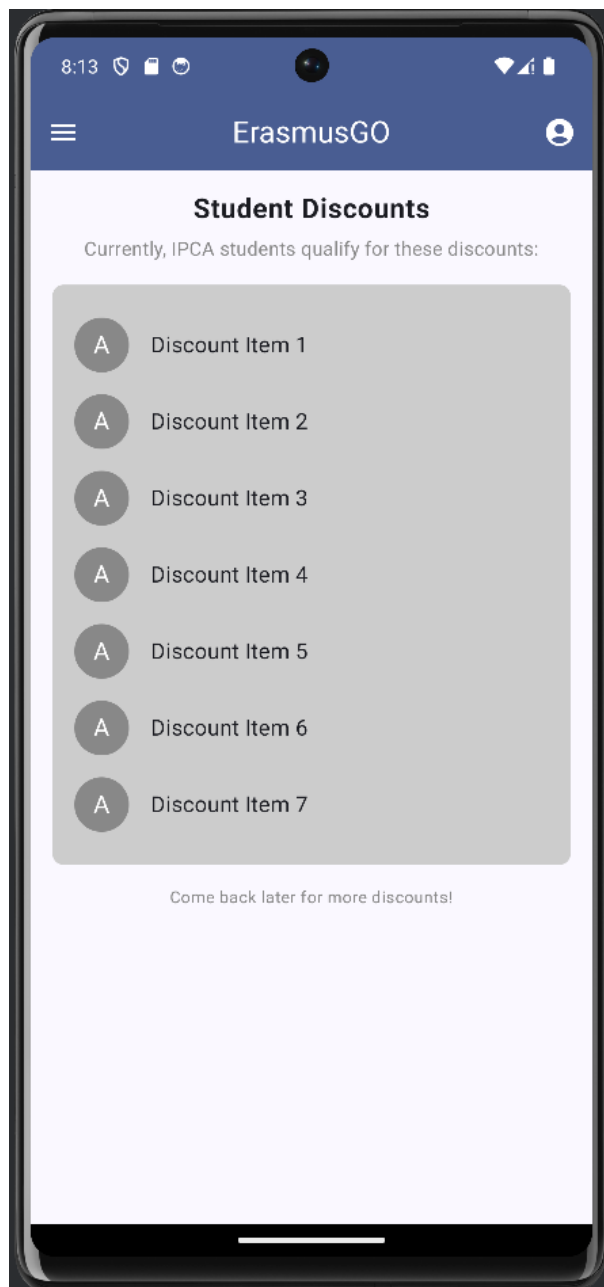 8:13
ErasmusGO
Student Discounts
Currently, IPCA students qualify for these discounts:
A Discount Item 1
A Discount Item 2
A Discount Item 3
A Discount Item 4
A Discount Item 5
A Discount Item 6
A Discount Item 7
Come back later for more discounts!